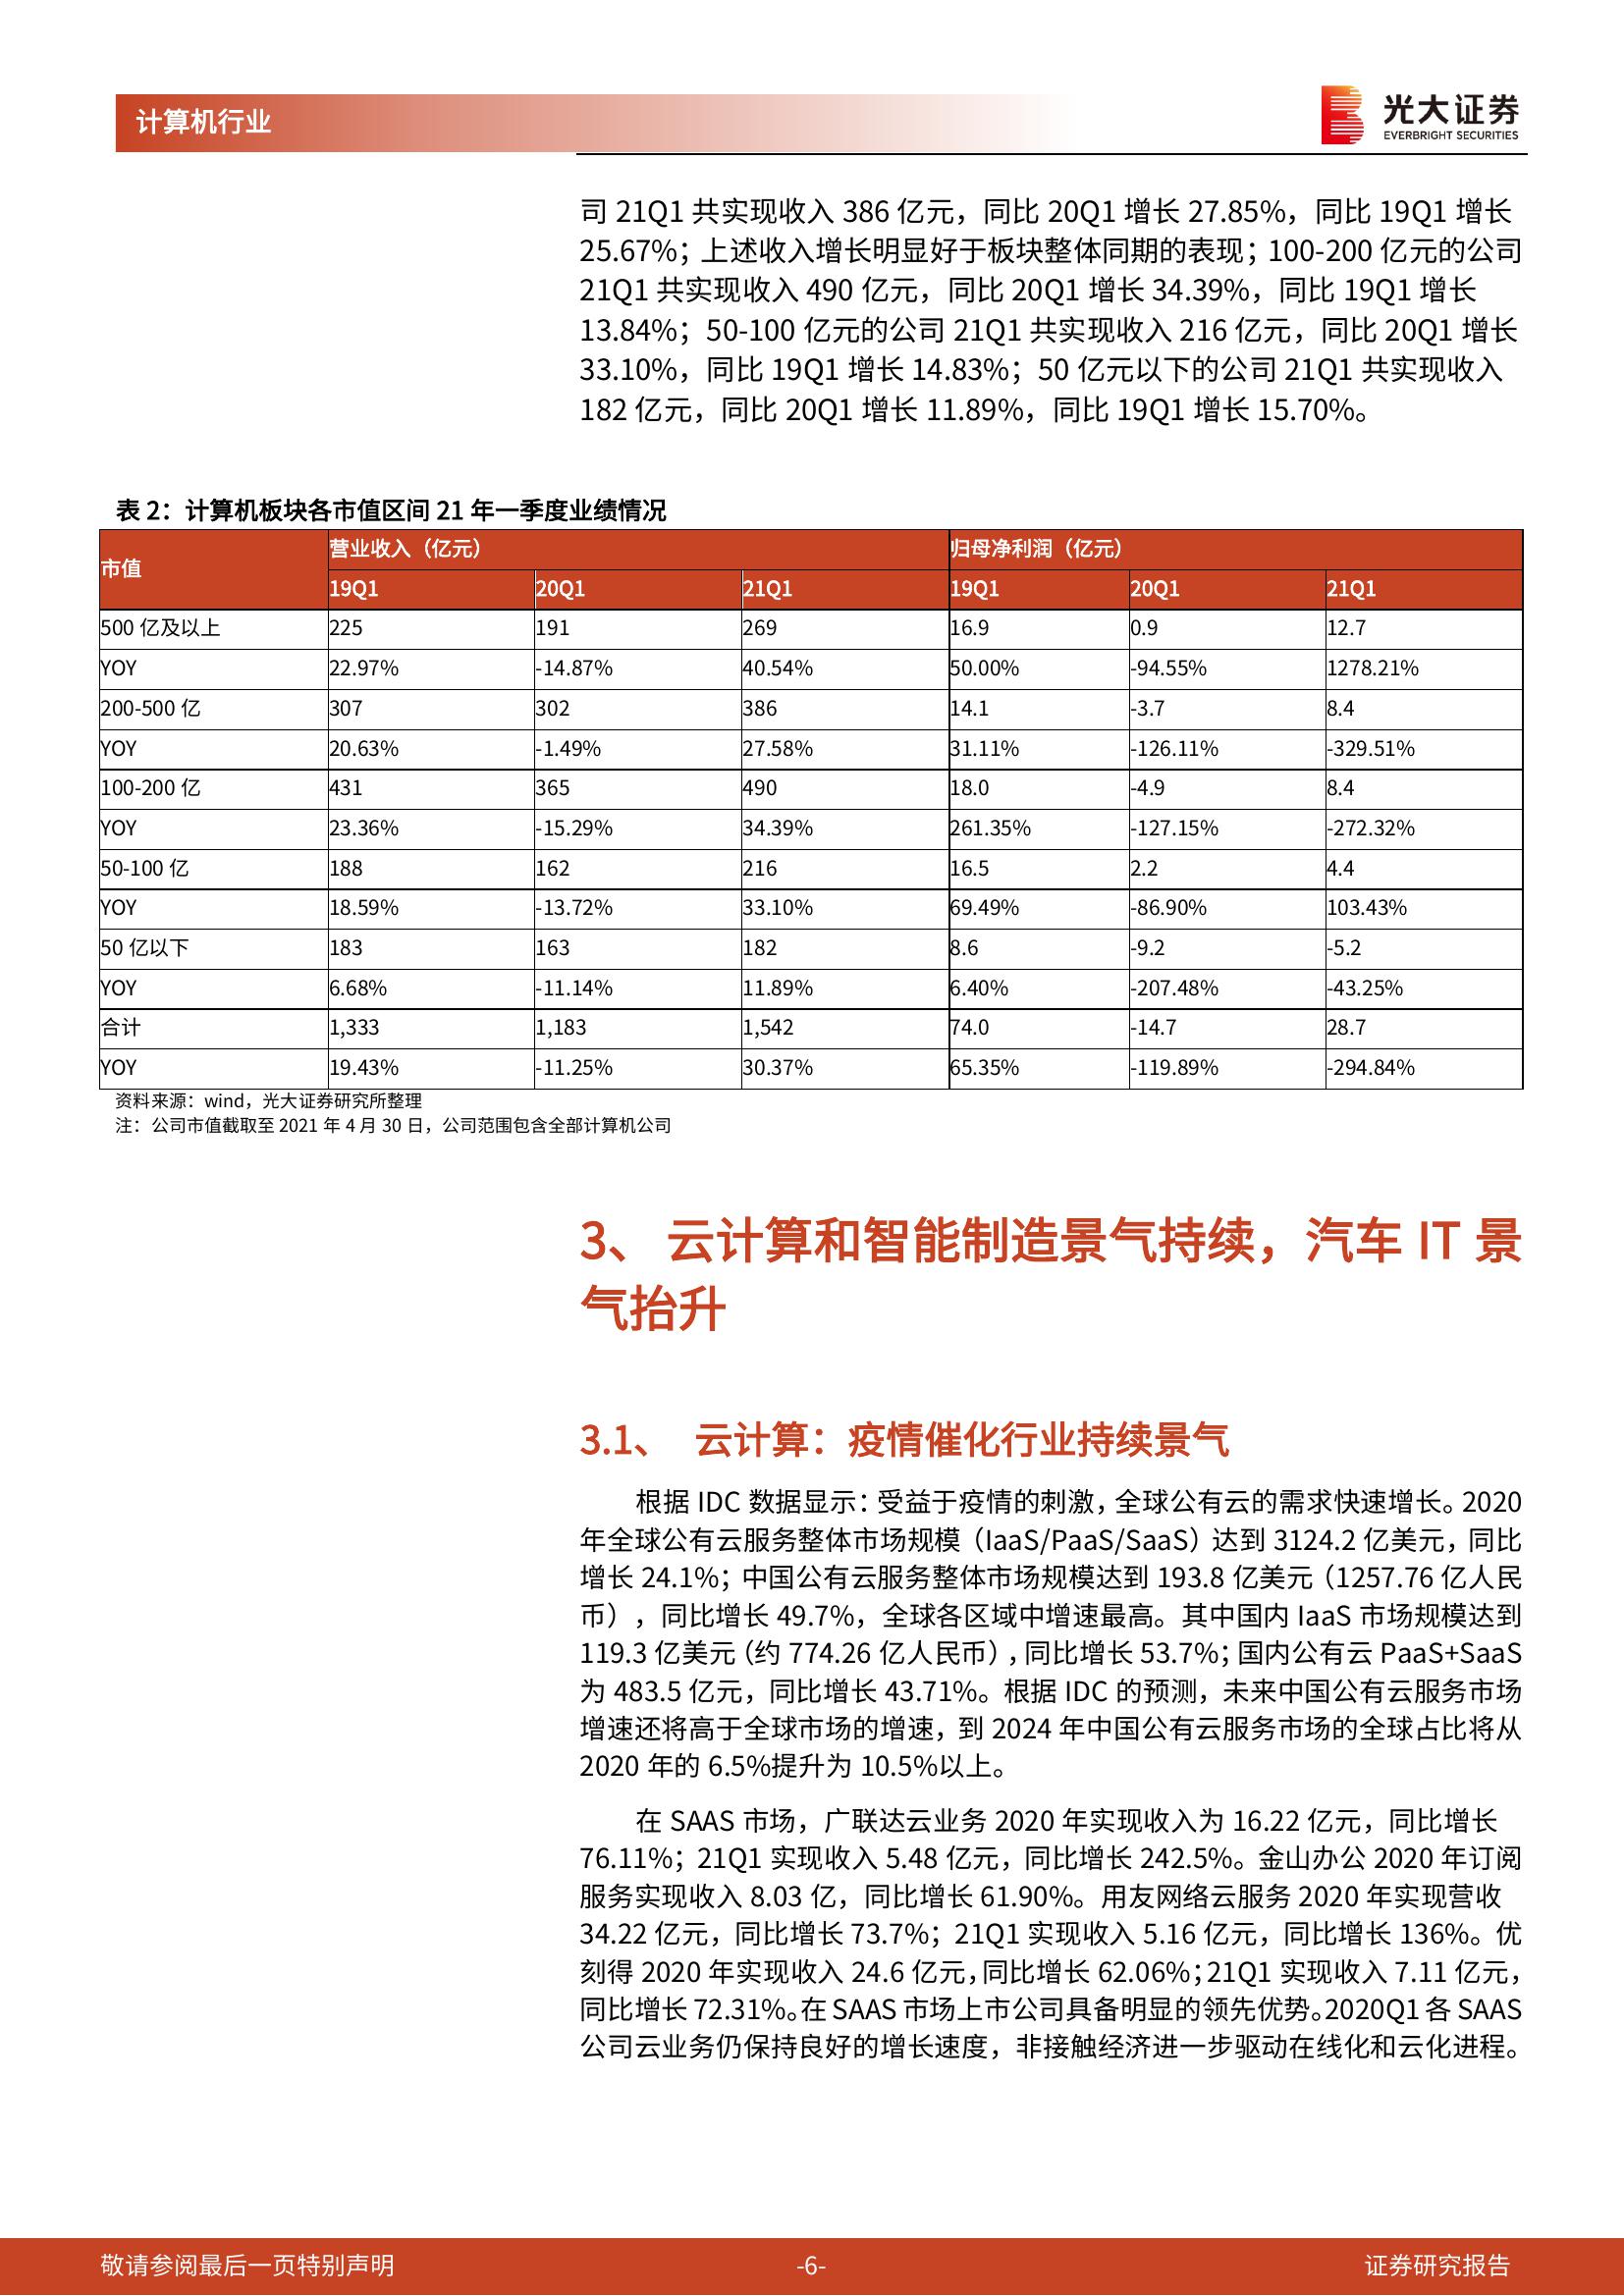 计算机行业
光大证券
EVERBRIGHT SECURITIES
司 21Q1 共实现收入 386 亿元，同比 20Q1 增长 27.85%，同比 19Q1 增长
25.67%；上述收入增长明显好于板块整体同期的表现；100-200 亿元的公司
21Q1 共实现收入 490 亿元，同比 20Q1 增长 34.39%，同比 19Q1 增长
13.84%；50-100 亿元的公司 21Q1 共实现收入 216 亿元，同比 20Q1 增长
33.10%，同比 19Q1 增长 14.83%；50 亿元以下的公司 21Q1 共实现收入
182 亿元，同比 20Q1 增长 11.89%，同比 19Q1 增长 15.70%。
表 2：计算机板块各市值区间 21 年一季度业绩情况
市值 营业收入（亿元） 归母净利润（亿元）
19Q1 20Q1 21Q1 19Q1 20Q1 21Q1
500 亿及以上 225 191 269 16.9 0.9 12.7
YOY 22.97% -14.87% 40.54% 50.00% -94.55% 1278.21%
200-500 亿 307 302 386 14.1 -3.7 8.4
YOY 20.63% -1.49% 27.58% 31.11% -126.11% -329.51%
100-200 亿 431 365 490 18.0 -4.9 8.4
YOY 23.36% -15.29% 34.39% 261.35% -127.15% -272.32%
50-100 亿 188 162 216 16.5 2.2 4.4
YOY 18.59% -13.72% 33.10% 69.49% -86.90% 103.43%
50 亿以下 183 163 182 8.6 -9.2 -5.2
YOY 6.68% -11.14% 11.89% 6.40% -207.48% -43.25%
合计 1,333 1,183 1,542 74.0 -14.7 28.7
YOY 19.43% -11.25% 30.37% 65.35% -119.89% -294.84%
资料来源：wind，光大证券研究所整理
注：公司市值截取至 2021 年 4 月 30 日，公司范围包含全部计算机公司
3、 云计算和智能制造景气持续，汽车 IT 景
气抬升
3.1、 云计算：疫情催化行业持续景气
根据 IDC 数据显示：受益于疫情的刺激，全球公有云的需求快速增长。2020
年全球公有云服务整体市场规模（IaaS/PaaS/SaaS）达到 3124.2 亿美元，同比
增长 24.1%；中国公有云服务整体市场规模达到 193.8 亿美元（1257.76 亿人民
币），同比增长 49.7%，全球各区域中增速最高。其中国内 IaaS 市场规模达到
119.3 亿美元（约 774.26 亿人民币），同比增长 53.7%；国内公有云 PaaS+SaaS
为 483.5 亿元，同比增长 43.71%。根据 IDC 的预测，未来中国公有云服务市场
增速还将高于全球市场的增速，到 2024 年中国公有云服务市场的全球占比将从
2020 年的 6.5%提升为 10.5%以上。
在 SAAS 市场，广联达云业务 2020 年实现收入为 16.22 亿元，同比增长
76.11%；21Q1 实现收入 5.48 亿元，同比增长 242.5%。金山办公 2020 年订阅
服务实现收入 8.03 亿，同比增长 61.90%。用友网络云服务 2020 年实现营收
34.22 亿元，同比增长 73.7%；21Q1 实现收入 5.16 亿元，同比增长 136%。优
刻得 2020 年实现收入 24.6 亿元，同比增长 62.06%；21Q1 实现收入 7.11 亿元，
同比增长 72.31%。在 SAAS 市场上市公司具备明显的领先优势。2020Q1 各 SAAS
公司云业务仍保持良好的增长速度，非接触经济进一步驱动在线化和云化进程。
敬请参阅最后一页特别声明
-6-
证券研究报告